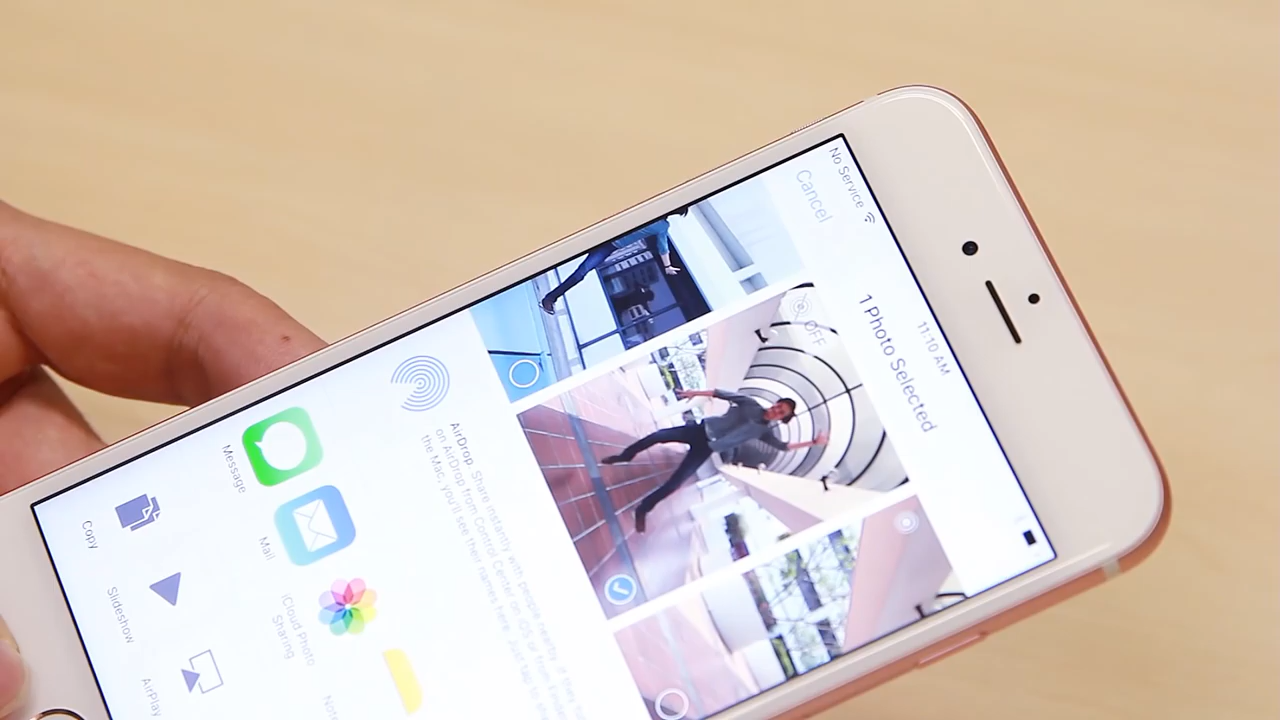 No Service
11:10 AM
Cancel
1 Photo Selected
OFF
AirDrop. Share instantly with people nearby. If they
on AirDrop from Control Center on iOS or from Finder
the Mac, you'll see their names here. Just tap to
Message
Mail
iCloud Photo
Sharing
Copy
Slideshow
AirPlay